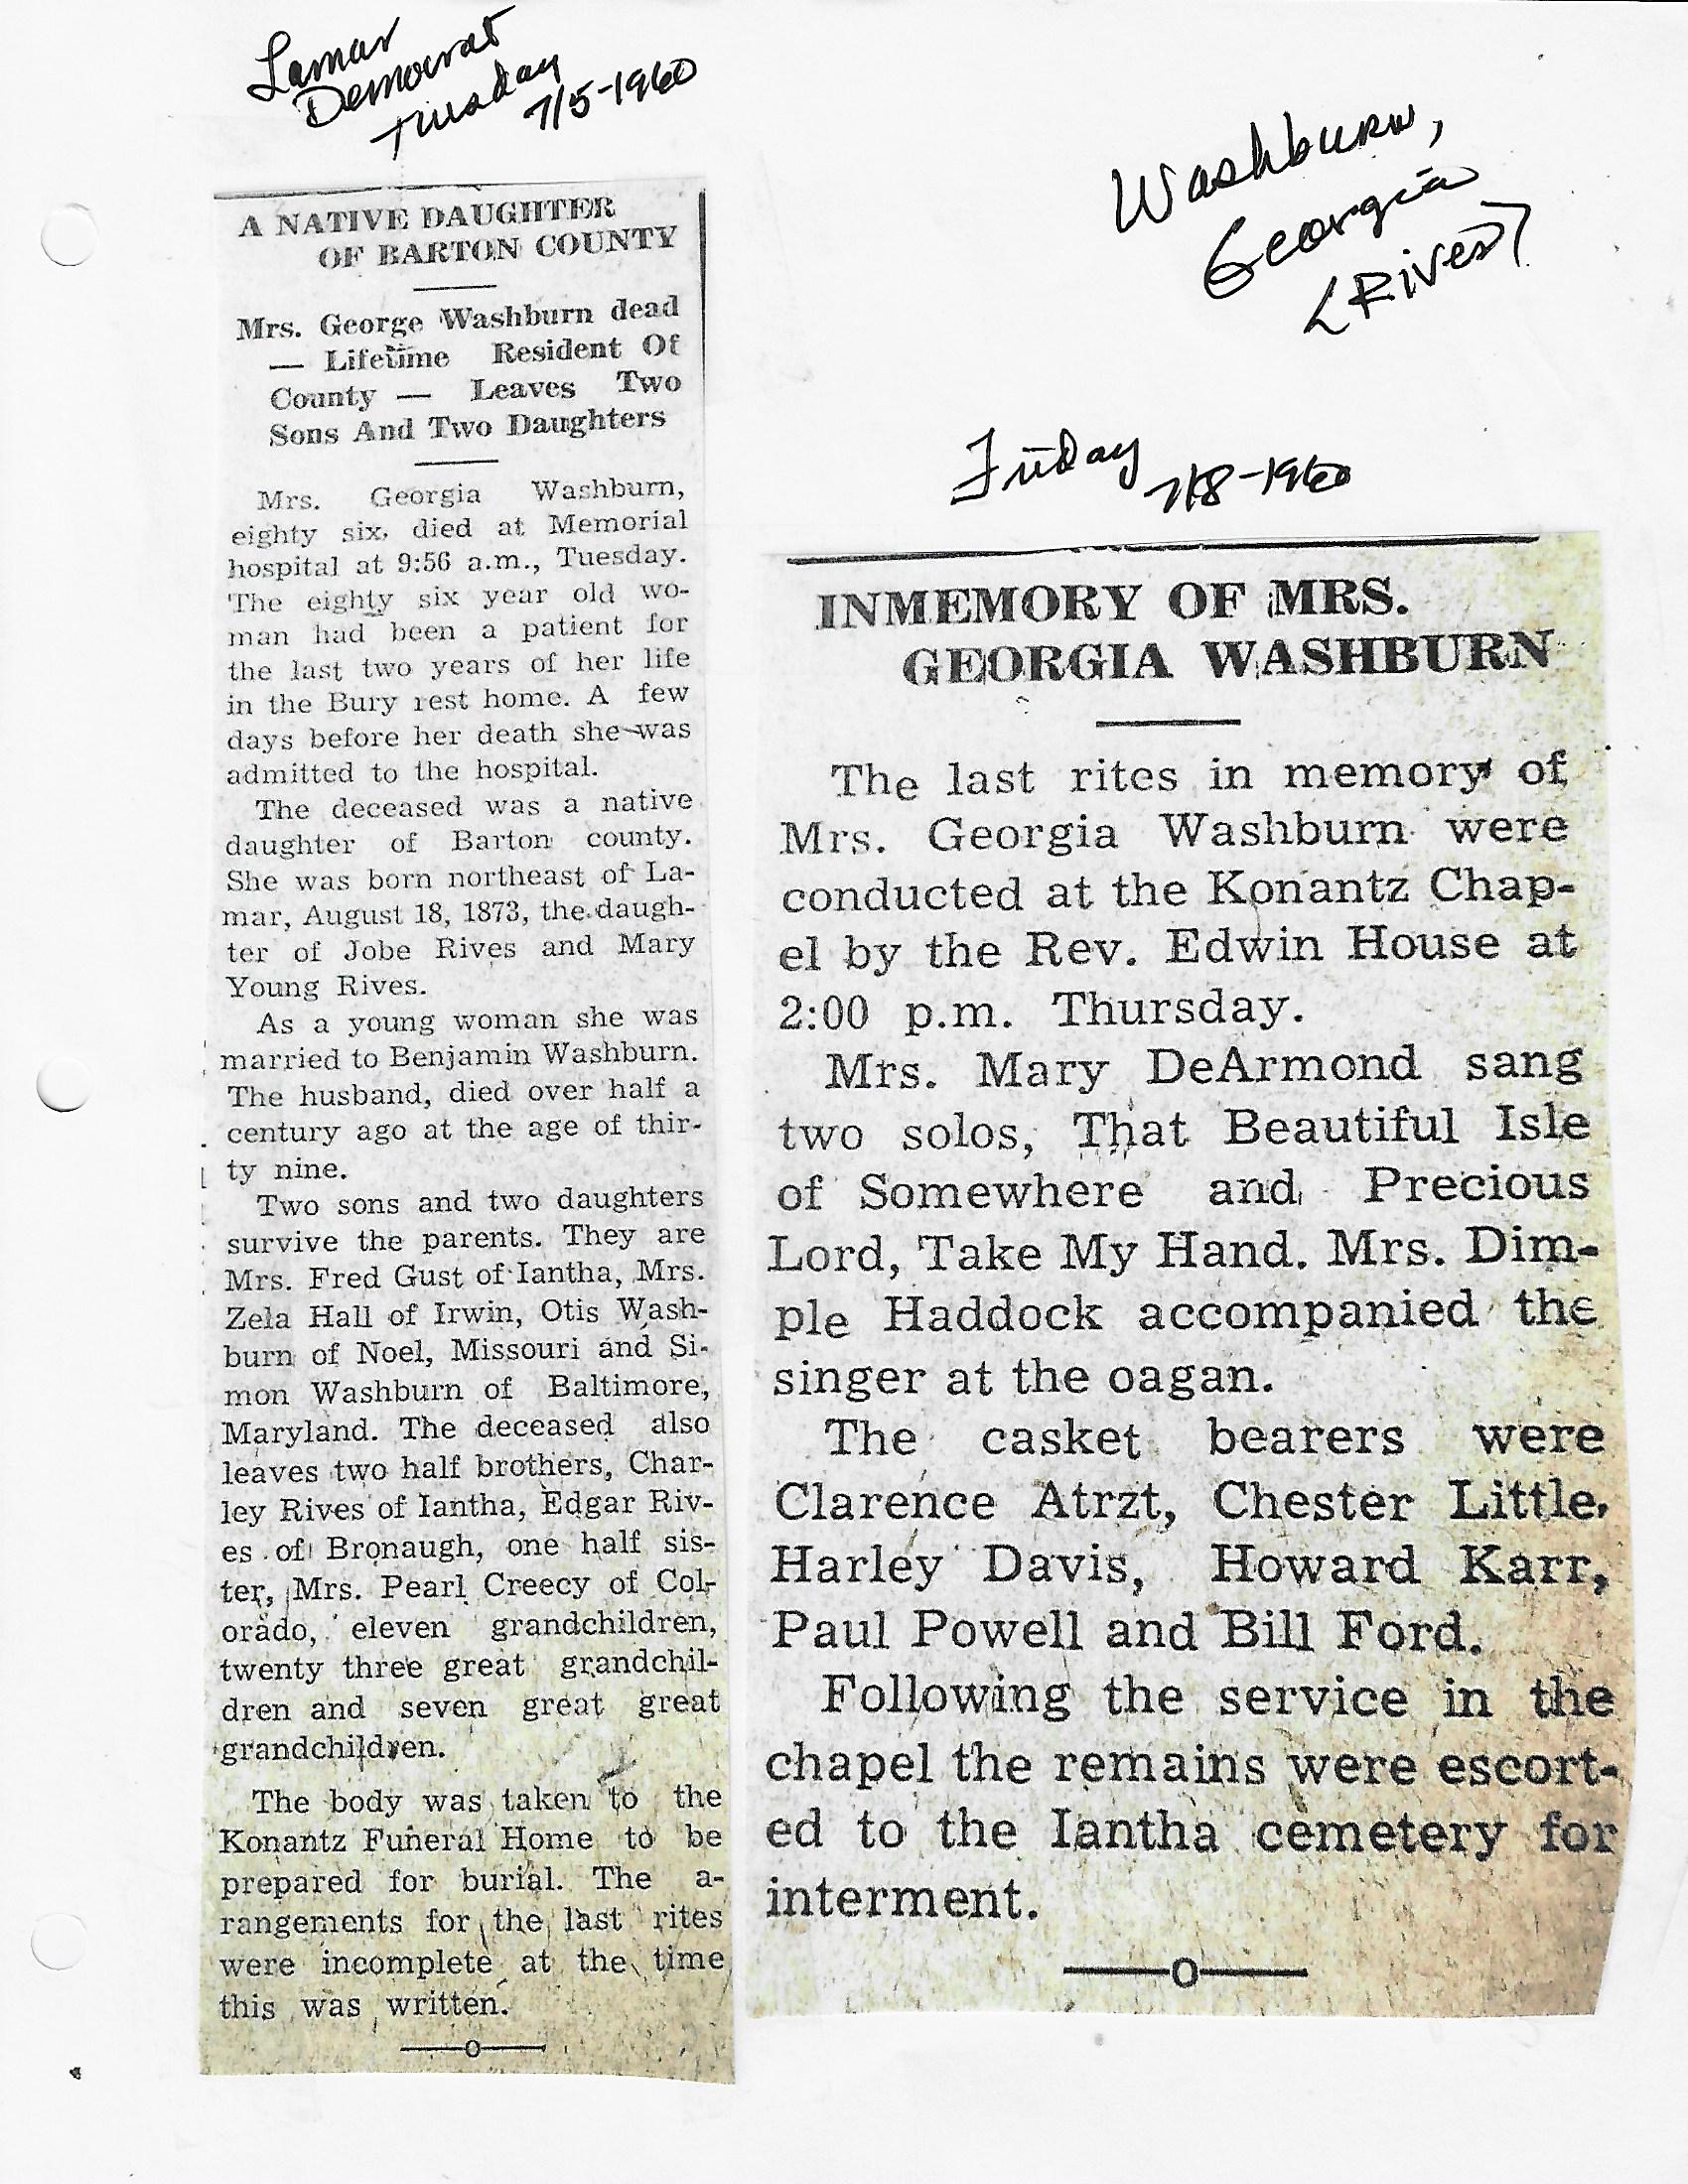 Lamar
Democrat
Tuesday
7/5-1960
A NATIVE DAUGHTER
OF BARTON COUNTY
Mrs. George Washburn dead
— Lifetime Resident Of
County — Leaves Two
Sons And Two Daughters
Mrs. Georgia Washburn,
eighty six, died at Memorial
hospital at 9:56 a.m., Tuesday.
The eighty six year old wo-
man had been a patient for
the last two years of her life
in the Bury rest home. A few
days before her death she was
admitted to the hospital.
The deceased was a native
daughter of Barton county.
She was born northeast of La-
mar, August 18, 1873, the daugh-
ter of Jobe Rives and Mary
Young Rives.
As a young woman she was
married to Benjamin Washburn.
The husband, died over half a
century ago at the age of thir-
ty nine.
Two sons and two daughters
survive the parents. They are
Mrs. Fred Gust of Iantha, Mrs.
Zela Hall of Irwin, Otis Wash-
burn of Noel, Missouri and Si-
mon Washburn of Baltimore,
Maryland. The deceased also
leaves two half brothers, Char-
ley Rives of Iantha, Edgar Riv-
es of Bronaugh, one half sis-
ter, Mrs. Pearl Creecy of Col-
orado, eleven grandchildren,
twenty three great grandchil-
dren and seven great great
grandchildren.
The body was taken to the
Konantz Funeral Home to be
prepared for burial. The a-
rangements for the last rites
were incomplete at the time
this was written.
Washburn,
Georgia
<Rives>
Friday
7/8-1960
INMEMORY OF MRS.
GEORGIA WASHBURN
The last rites in memory of
Mrs. Georgia Washburn were
conducted at the Konantz Chap-
el by the Rev. Edwin House at
2:00 p.m. Thursday.
Mrs. Mary DeArmond sang
two solos, That Beautiful Isle
of Somewhere and Precious
Lord, Take My Hand. Mrs. Dim-
ple Haddock accompanied the
singer at the oagan.
The casket bearers were
Clarence Atrzt, Chester Little,
Harley Davis, Howard Karr,
Paul Powell and Bill Ford.
Following the service in the
chapel the remains were escort-
ed to the Iantha cemetery for
interment.